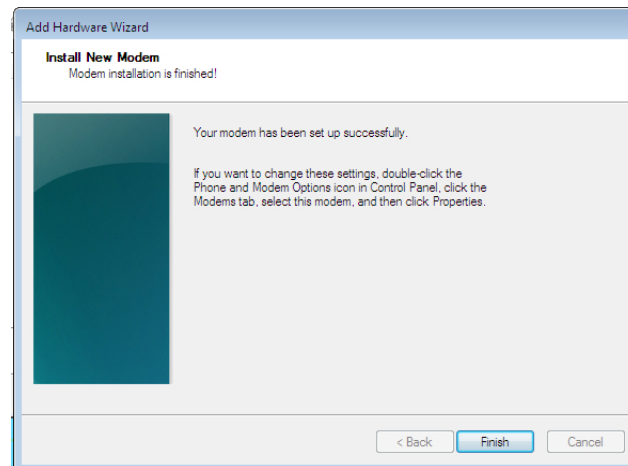 Add Hardware Wizard
Install New Modem
Modem installation is finished!
Your modem has been set up successfully.
If you want to change these settings, double-click the
Phone and Modem Options icon in Control Panel, click the
Modems tab, select this modem, and then click Properties.
< Back
Finish
Cancel